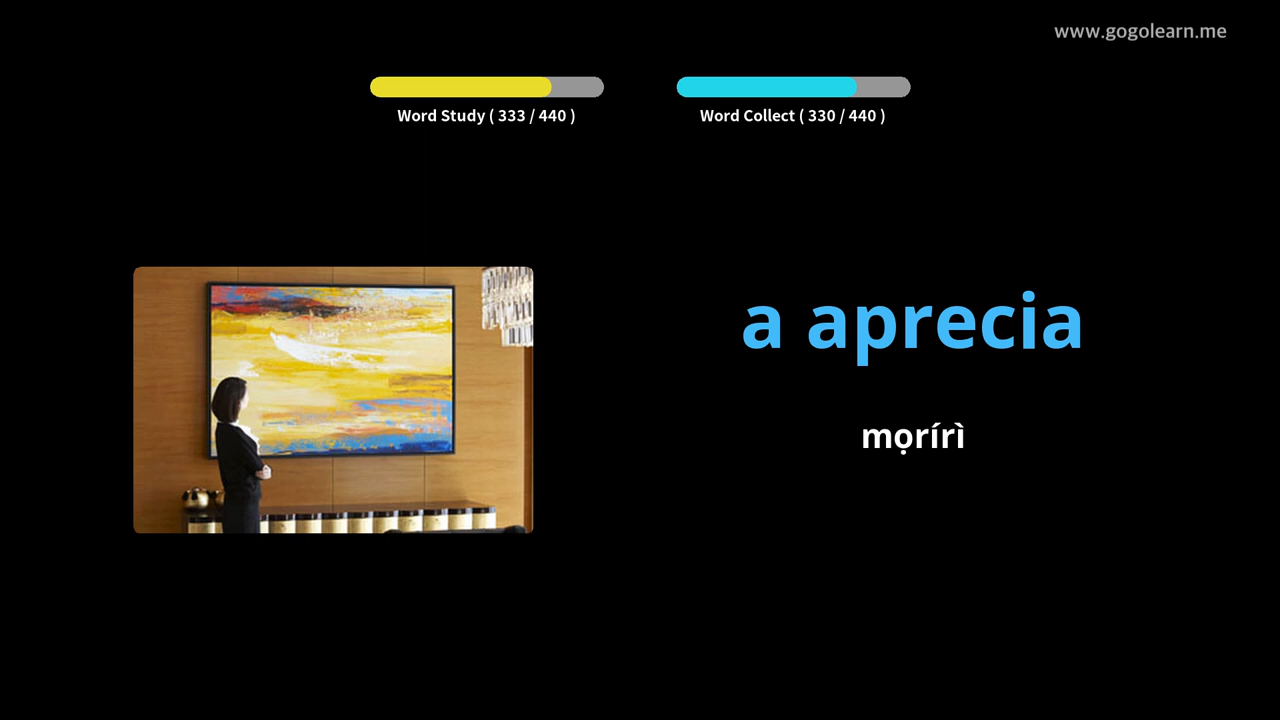 www.gogolearn.me
Word Study ( 333 / 440 )
Word Collect ( 330 / 440 )
a aprecia
mọrírì